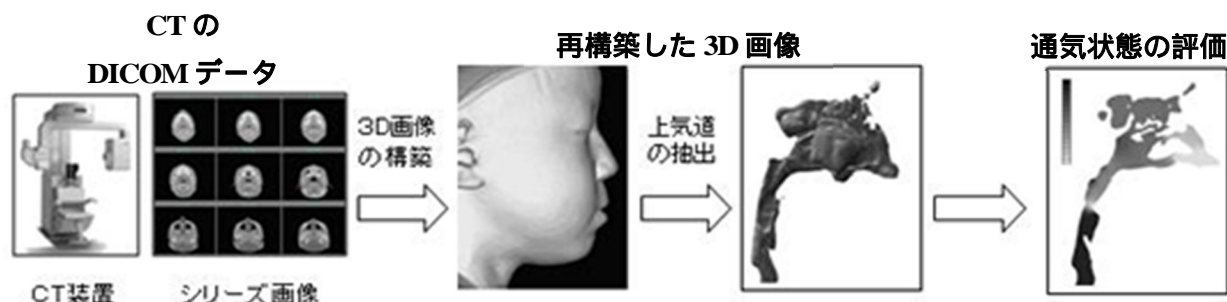 CT の
DICOM データ
再構築した 3D 画像
通気状態の評価
3D画像
の構築
上気道
の抽出
CT装置
シリーズ画像